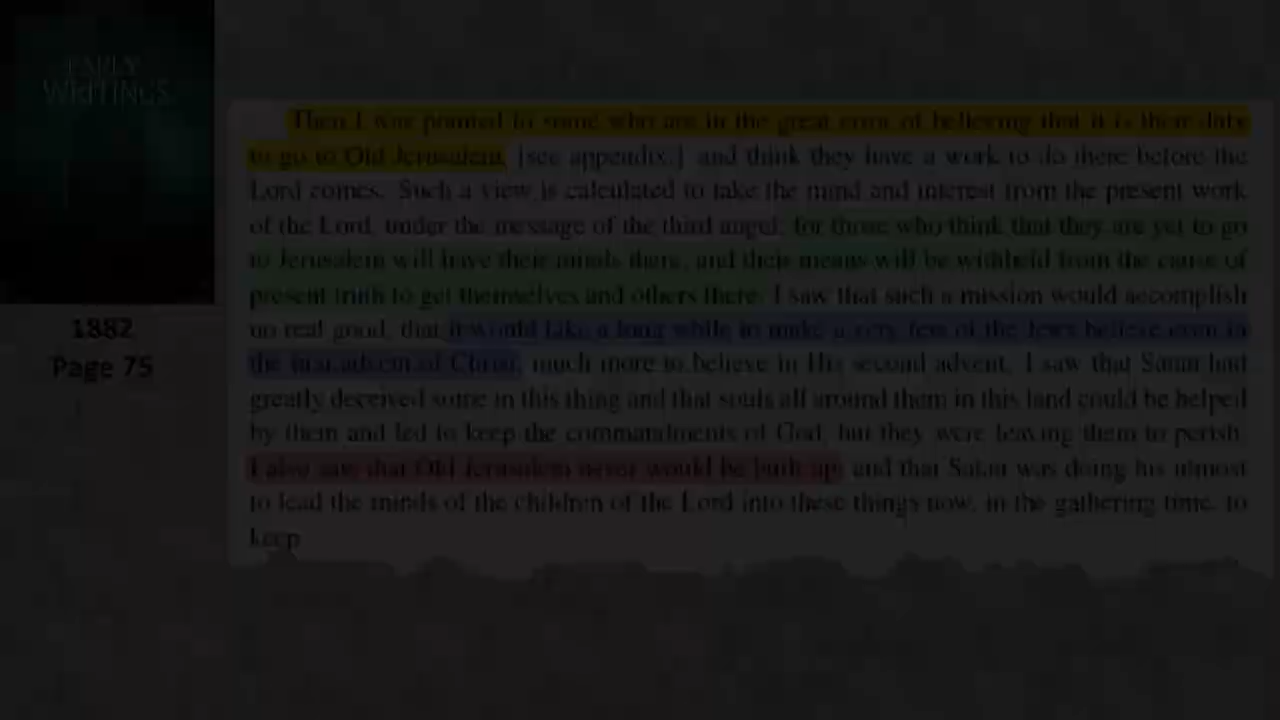 EARLY
WRITINGS
1882
Page 75
Then I was pointed to some who are in the great error of believing that it is their duty
to go to Old Jerusalem, [see appendix.] and think they have a work to do there before the
Lord comes. Such a view is calculated to take the mind and interest from the present work
of the Lord, under the message of the third angel; for those who think that they are yet to go
to Jerusalem will have their minds there, and their means will be withheld from the cause of
present truth to get themselves and others there. I saw that such a mission would accomplish
no real good, that it would take a long while to make a very few of the Jews believe even in
the first advent of Christ, much more to believe in His second advent. I saw that Satan had
greatly deceived some in this thing and that souls all around them in this land could be helped
by them and led to keep the commandments of God, but they were leaving them to perish.
I also saw that Old Jerusalem never would be built up; and that Satan was doing his utmost
to lead the minds of the children of the Lord into these things now, in the gathering time, to
keep